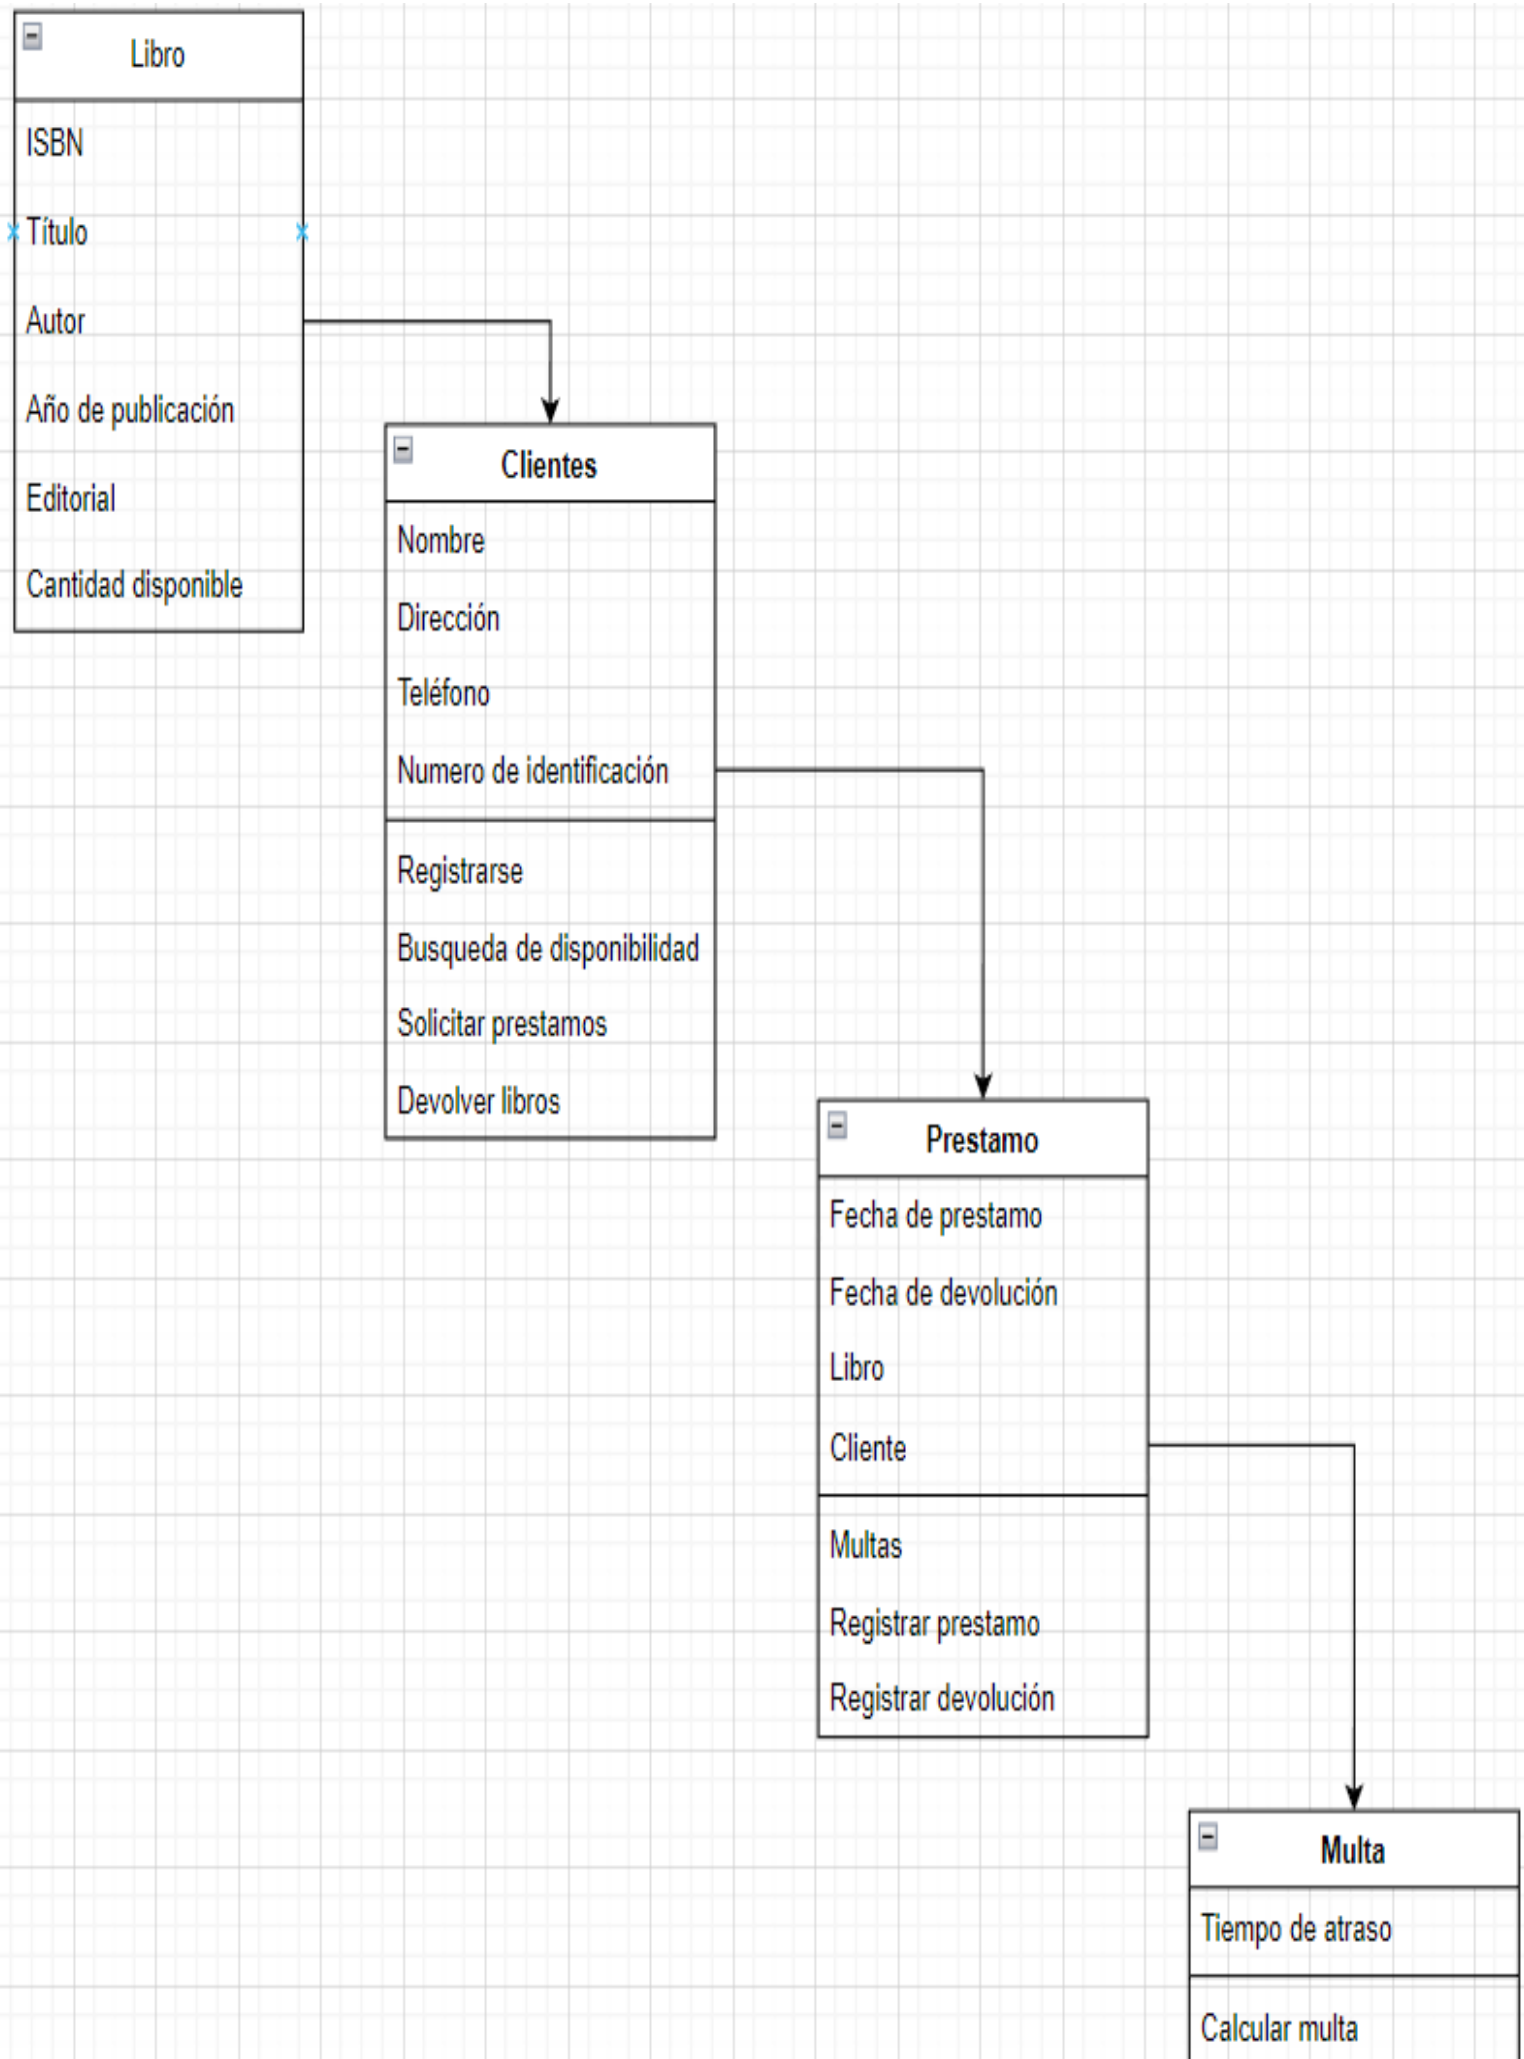 Libro
ISBN
Título
Autor
Año de publicación
Editorial
Cantidad disponible
Clientes
Nombre
Dirección
Teléfono
Numero de identificación
Registrarse
Busqueda de disponibilidad
Solicitar prestamos
Devolver libros
Prestamo
Fecha de prestamo
Fecha de devolución
Libro
Cliente
Multas
Registrar prestamo
Registrar devolución
Multa
Tiempo de atraso
Calcular multa